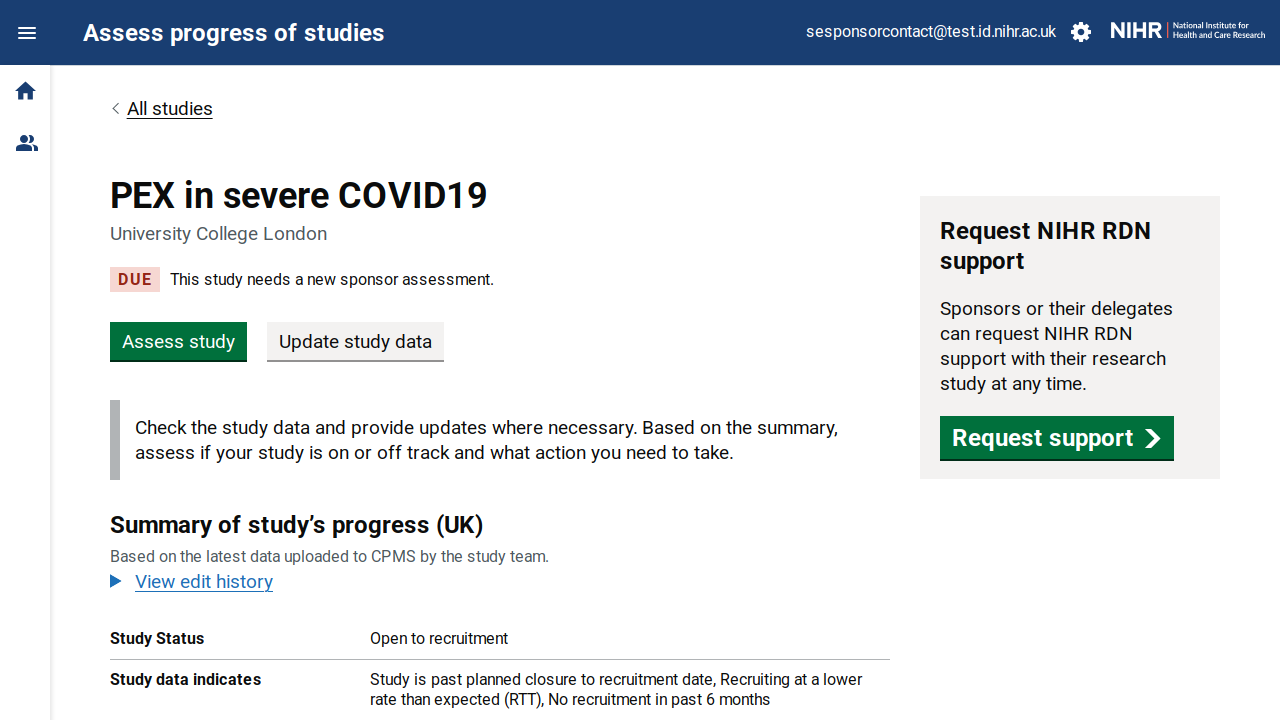 Assess progress of studies
sesponsorcontact@test.id.nihr.ac.uk
NIHR | National Institute for
Health and Care Research
All studies
PEX in severe COVID19
University College London
DUE This study needs a new sponsor assessment.
Assess study
Update study data
Check the study data and provide updates where necessary. Based on the summary,
assess if your study is on or off track and what action you need to take.
Summary of study’s progress (UK)
Based on the latest data uploaded to CPMS by the study team.
View edit history
Study Status Open to recruitment
Study data indicates Study is past planned closure to recruitment date, Recruiting at a lower
rate than expected (RTT), No recruitment in past 6 months
Request NIHR RDN
support
Sponsors or their delegates
can request NIHR RDN
support with their research
study at any time.
Request support